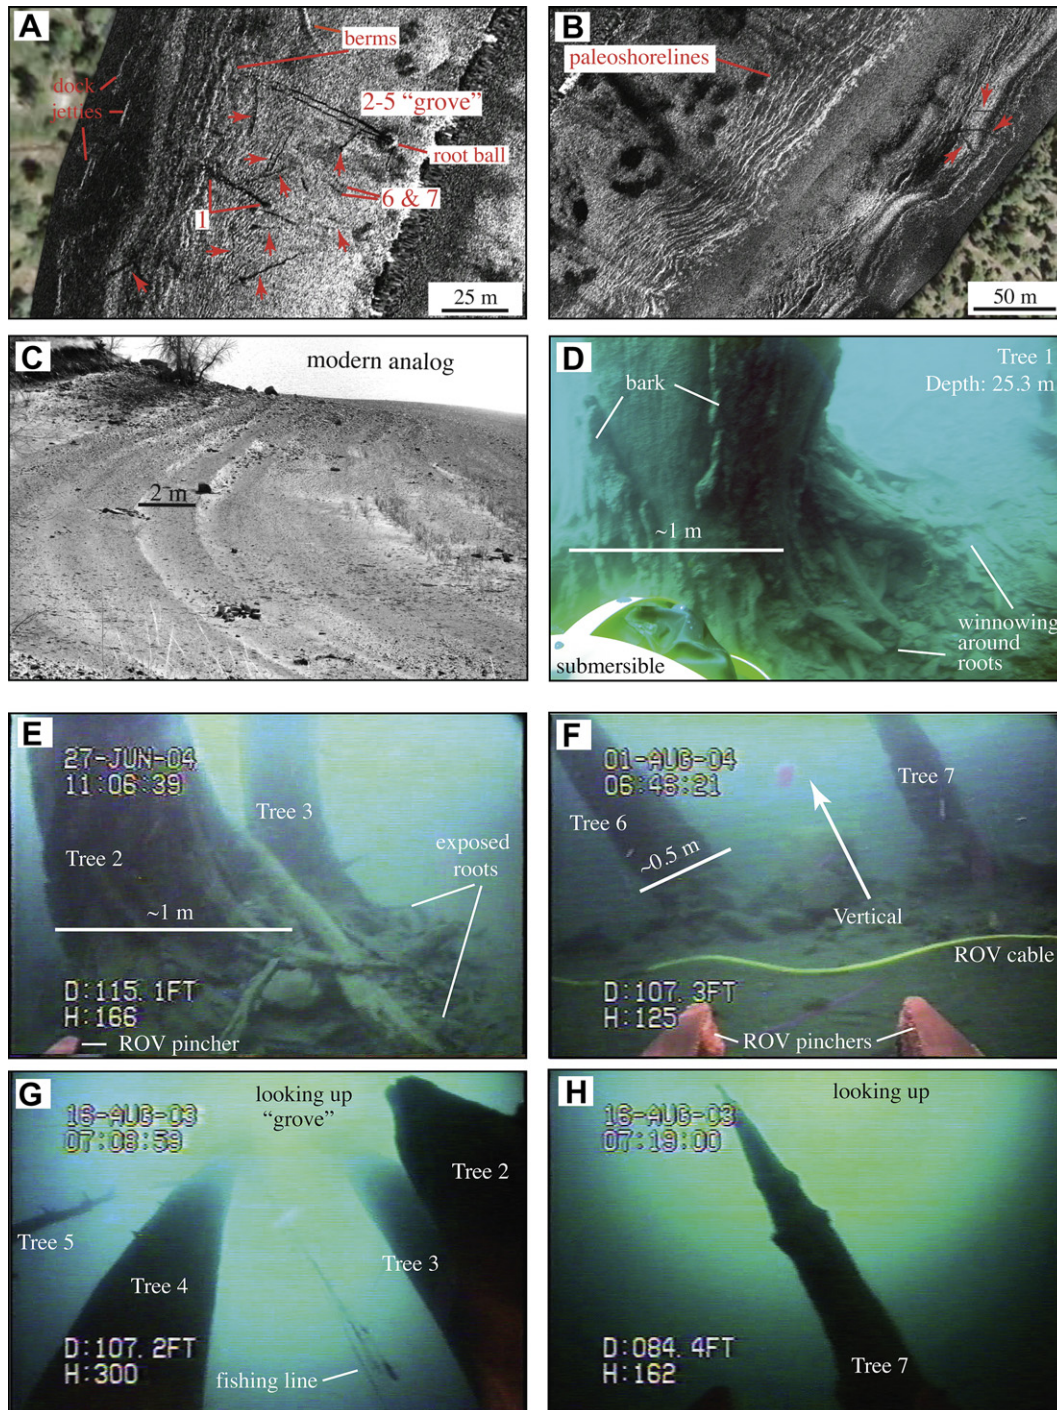 A
berms
dock
jetties
2-5 “grove”
root ball
1
6 & 7
25 m
B
paleoshorelines
50 m
C
modern analog
2 m
D
Tree 1
Depth: 25.3 m
bark
~1 m
winnowing
around
roots
submersible
E
27-JUN-04
11:06:39
Tree 3
Tree 2
exposed
roots
~1 m
D:115.1FT
H:166
ROV pincher
F
01-AUG-04
06:46:21
Tree 7
Tree 6
~0.5 m
Vertical
ROV cable
D:107.3FT
H:125
ROV pinchers
G
looking up
“grove”
16-AUG-03
07:08:59
Tree 2
Tree 5
Tree 3
Tree 4
D:107.2FT
H:300
fishing line
H
looking up
16-AUG-03
07:19:00
D:084.4FT
H:162
Tree 7